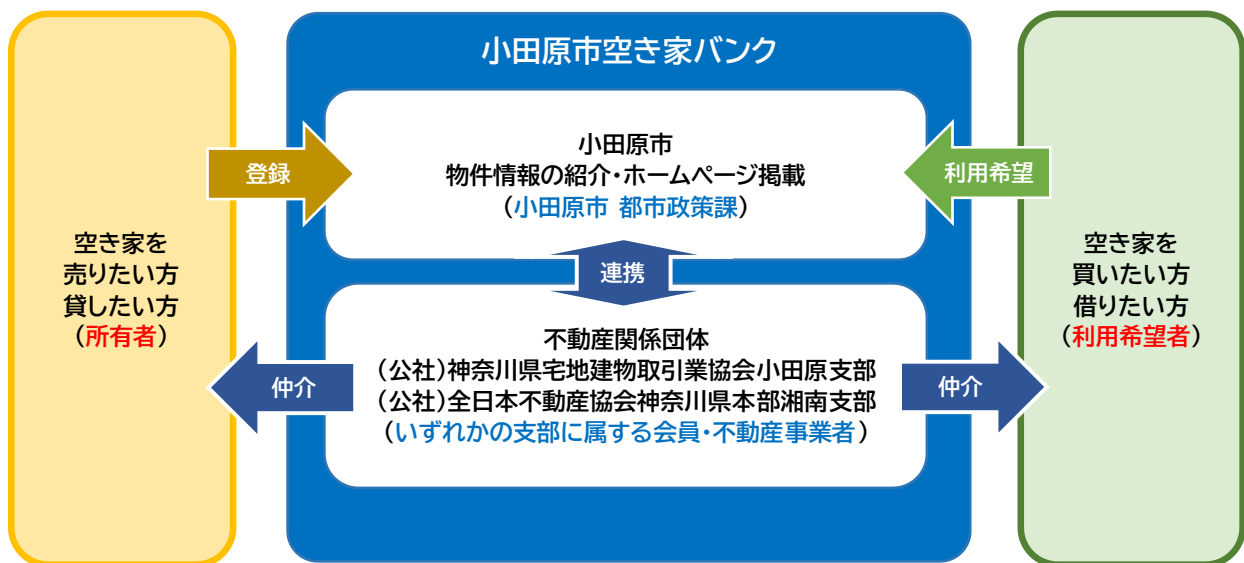 小田原市空き家バンク
空き家を
売りたい方
貸したい方
(所有者)
登録
小田原市
物件情報の紹介・ホームページ掲載
(小田原市 都市政策課)
利用希望
連携
不動産関係団体
(公社)神奈川県宅地建物取引業協会小田原支部
(公社)全日本不動産協会神奈川県本部湘南支部
(いずれかの支部に属する会員・不動産事業者)
仲介
仲介
空き家を
買いたい方
借りたい方
(利用希望者)